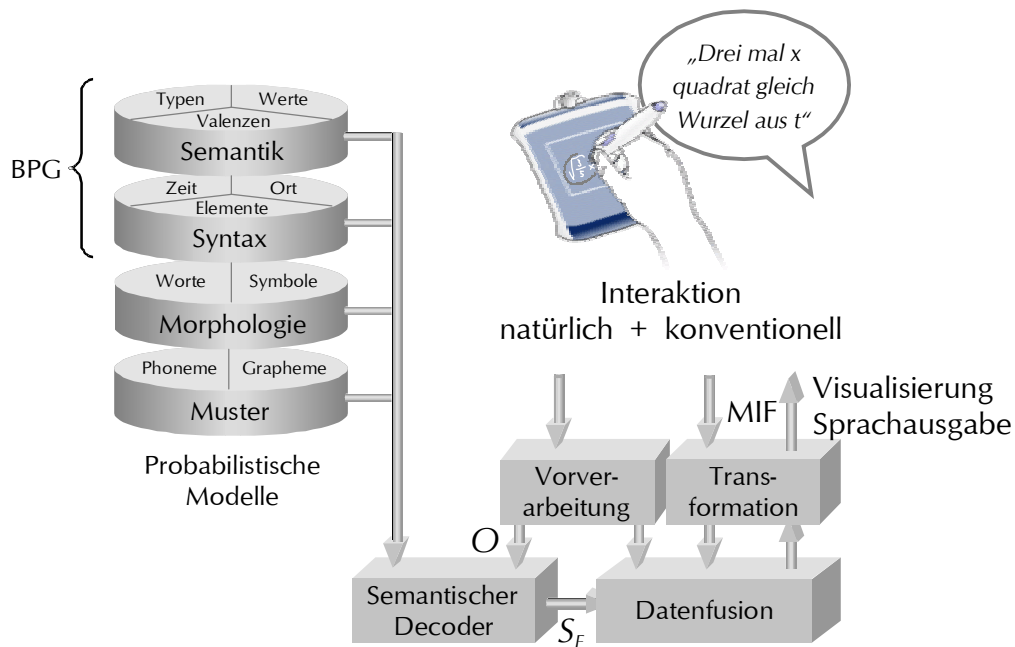 BPG
Typen
Werte
Valenzen
Semantik
Zeit
Ort
Elemente
Syntax
Worte
Symbole
Morphologie
Phoneme
Grapheme
Muster
Probabilistische
Modelle
„Drei mal x
quadrat gleich
Wurzel aus t“
Interaktion
natürlich + konventionell
MIF
Visualisierung
Sprachausgabe
Vorver-
arbeitung
Trans-
formation
O
Semantischer
Decoder
S_E
Datenfusion